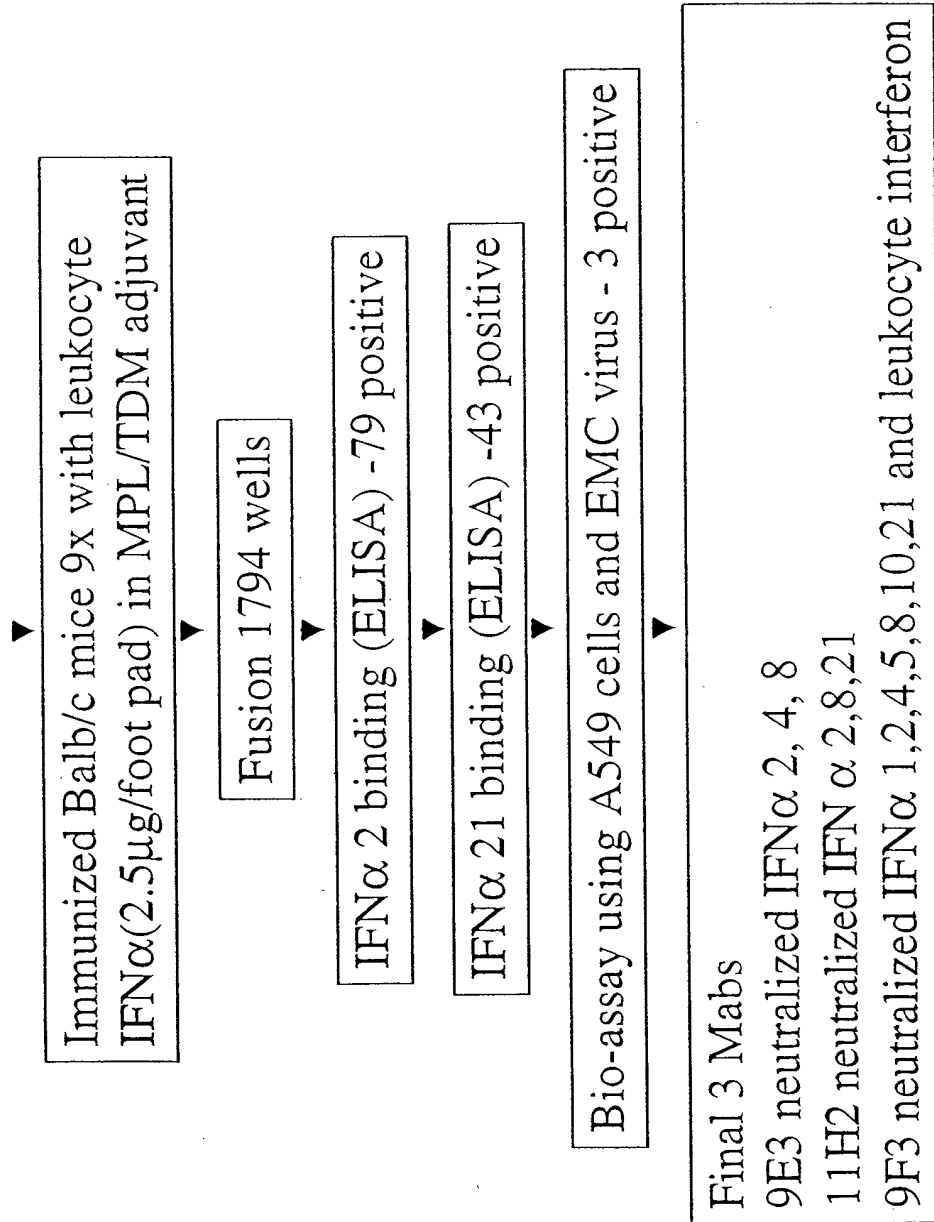 Immunized Balb/c mice 9x with leukocyte
IFNα(2.5µg/foot pad) in MPL/TDM adjuvant
Fusion 1794 wells
IFNα 2 binding (ELISA) -79 positive
IFNα 21 binding (ELISA) -43 positive
Bio-assay using A549 cells and EMC virus - 3 positive
Final 3 Mabs
9E3 neutralized IFNα 2, 4, 8
11H2 neutralized IFN α 2,8,21
9F3 neutralized IFNα 1,2,4,5,8,10,21 and leukocyte interferon